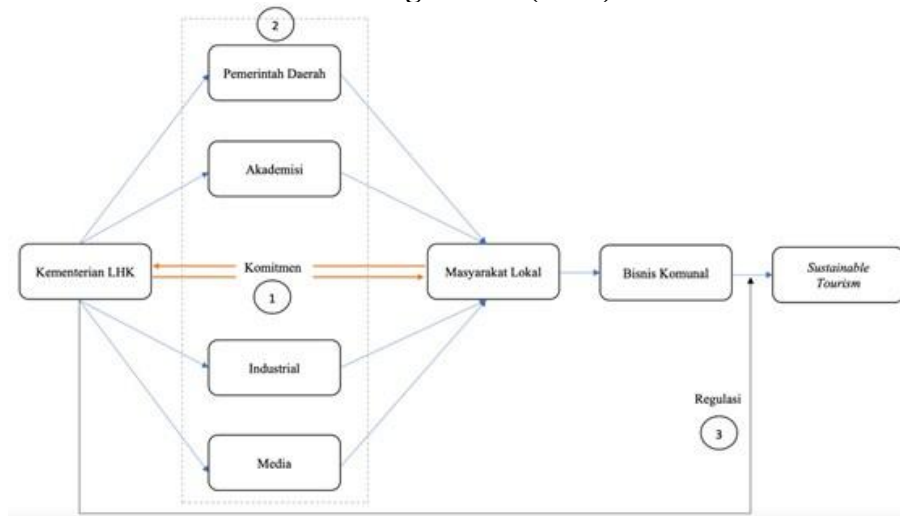 2
Pemerintah Daerah
Akademisi
Kementerian LHK
Komitmen
1
Masyarakat Lokal
Bisnis Komunal
Sustainable
Tourism
Industrial
Regulasi
3
Media